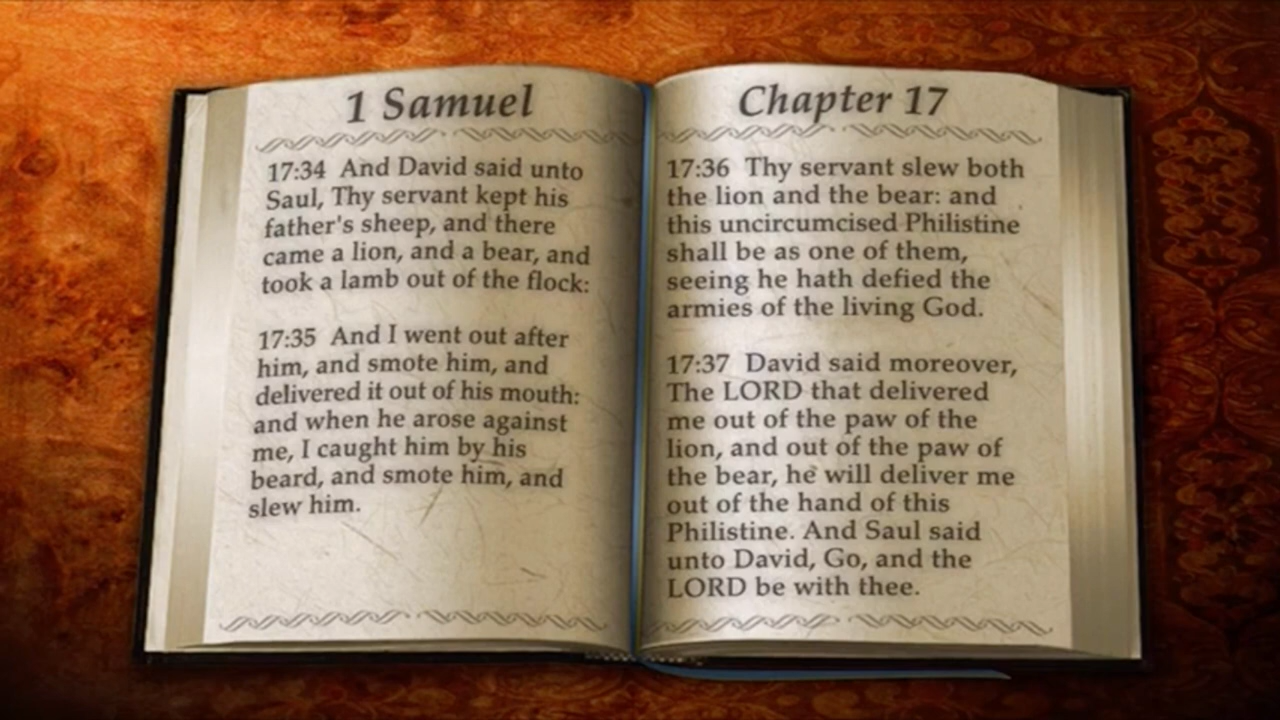 1 Samuel
17:34 And David said unto
Saul, Thy servant kept his
father's sheep, and there
came a lion, and a bear, and
took a lamb out of the flock:
17:35 And I went out after
him, and smote him, and
delivered it out of his mouth:
and when he arose against
me, I caught him by his
beard, and smote him, and
slew him.
Chapter 17
17:36 Thy servant slew both
the lion and the bear: and
this uncircumcised Philistine
shall be as one of them,
seeing he hath defied the
armies of the living God.
17:37 David said moreover,
The LORD that delivered
me out of the paw of the
lion, and out of the paw of
the bear, he will deliver me
out of the hand of this
Philistine. And Saul said
unto David, Go, and the
LORD be with thee.